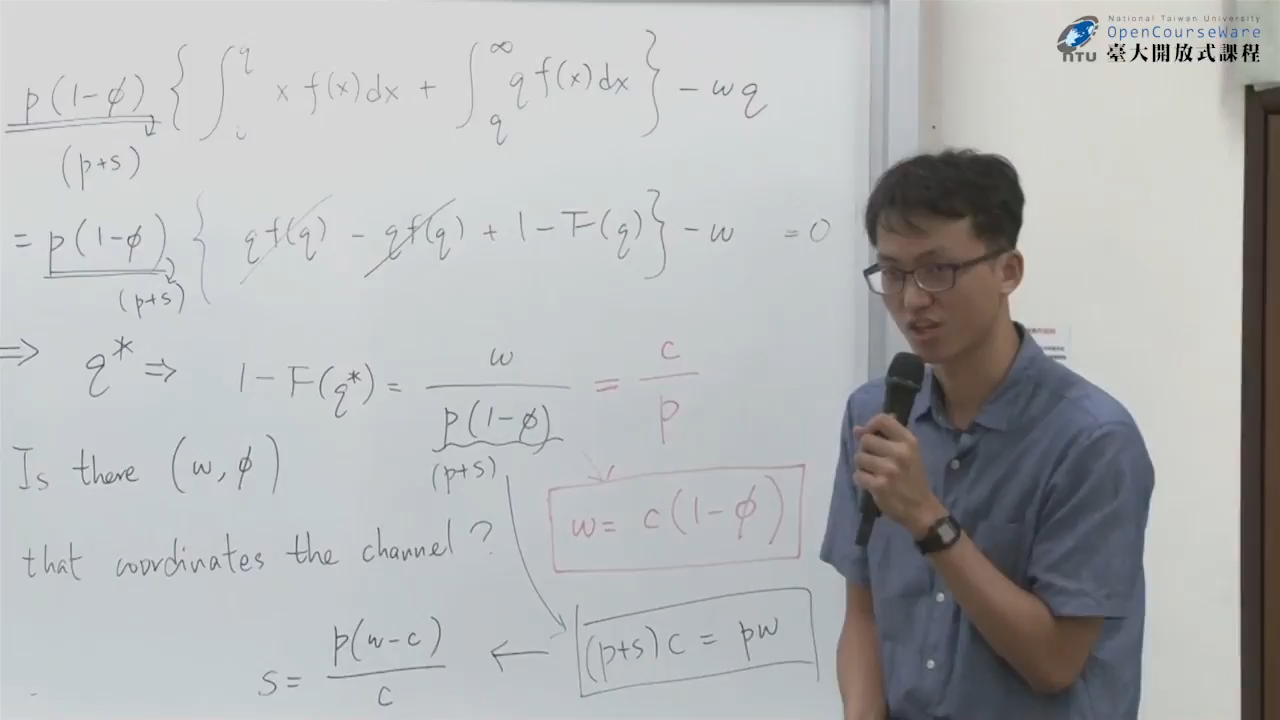 National Taiwan University
OpenCourseWare
NTU 臺大開放式課程
p(1-φ) { ∫₀^q x f(x)dx + ∫_q^∞ q f(x)dx } - wq
(p+s)
= p(1-φ) { qf(q) - qf(q) + 1-F(q) } - w = 0
(p+s)
⇒ q* ⇒ 1-F(q*) = w / p(1-φ) = c / p
(p+s)
Is there (w, φ)
w = c(1-φ)
that coordinates the channel?
s = p(w-c) / c ← (p+s)c = pw